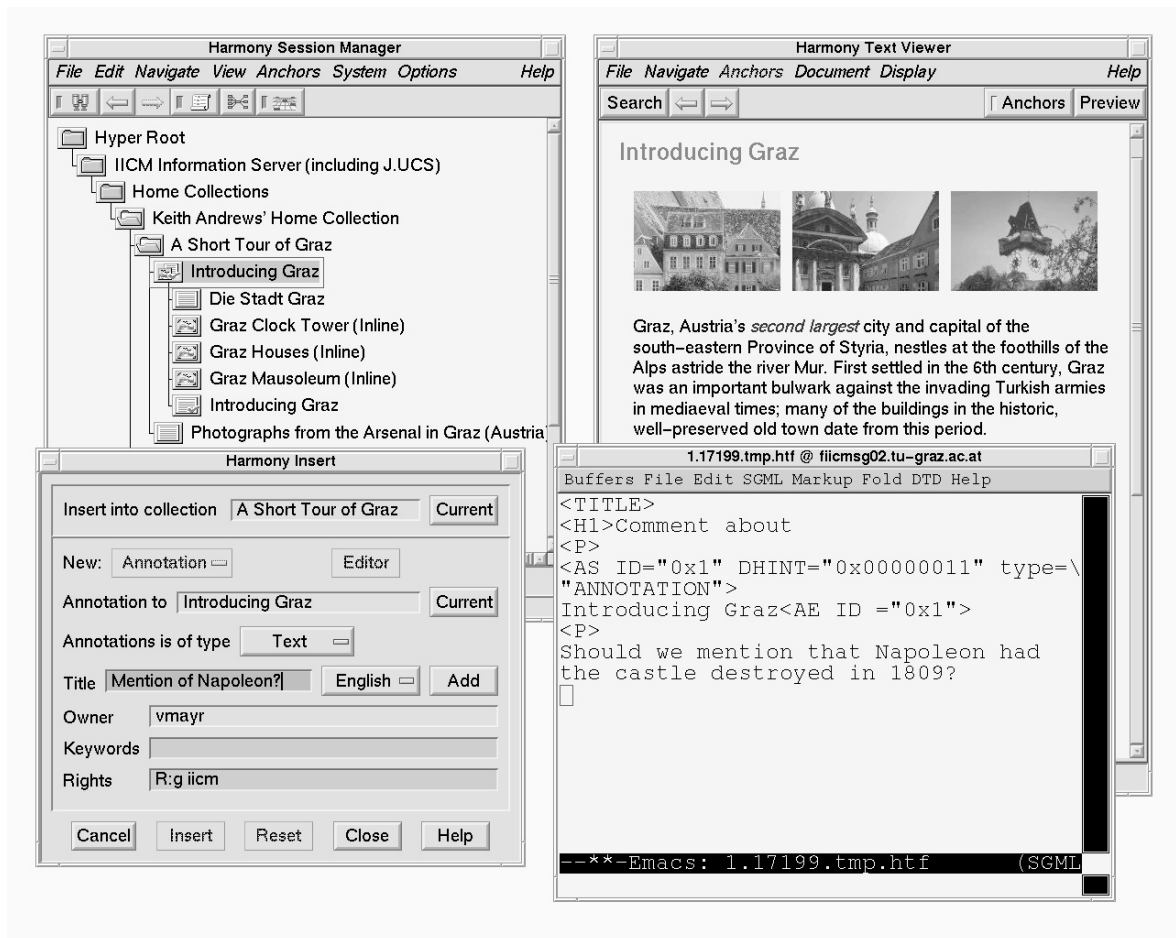 Harmony Session Manager
File Edit Navigate View Anchors System Options Help
Hyper Root
IICM Information Server (including J.UCS)
Home Collections
Keith Andrews' Home Collection
A Short Tour of Graz
Introducing Graz
Die Stadt Graz
Graz Clock Tower (Inline)
Graz Houses (Inline)
Graz Mausoleum (Inline)
Introducing Graz
Photographs from the Arsenal in Graz (Austria
Harmony Text Viewer
File Navigate Anchors Document Display Help
Search Anchors Preview
Introducing Graz
Graz, Austria's second largest city and capital of the
south-eastern Province of Styria, nestles at the foothills of the
Alps astride the river Mur. First settled in the 6th century, Graz
was an important bulwark against the invading Turkish armies
in mediaeval times; many of the buildings in the historic,
well-preserved old town date from this period.
Harmony Insert
Insert into collection A Short Tour of Graz Current
New: Annotation Editor
Annotation to Introducing Graz Current
Annotations is of type Text
Title Mention of Napoleon? English Add
Owner vmayr
Keywords
Rights R:g iicm
Cancel Insert Reset Close Help
1.17199.tmp.htf @ fiicmsg02.tu-graz.ac.at
Buffers File Edit SGML Markup Fold DTD Help
<TITLE>
<H1>Comment about
<P>
<AS ID="0x1" DHINT="0x00000011" type=\
"ANNOTATION">
Introducing Graz<AE ID ="0x1">
<P>
Should we mention that Napoleon had
the castle destroyed in 1809?
--**-Emacs: 1.17199.tmp.htf (SGML